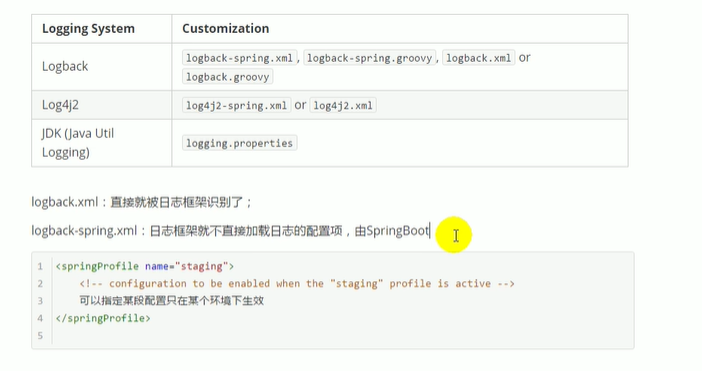 Logging System Customization
Logback
logback-spring.xml, logback-spring.groovy, logback.xml or
logback.groovy
Log4j2 log4j2-spring.xml or log4j2.xml
JDK (Java Util
Logging)
logging.properties
logback.xml：直接就被日志框架识别了；
logback-spring.xml：日志框架就不直接加载日志的配置项，由SpringBoot
1 <springProfile name="staging">
2 <!-- configuration to be enabled when the "staging" profile is active -->
3 可以指定某段配置只在某个环境下生效
4 </springProfile>
5